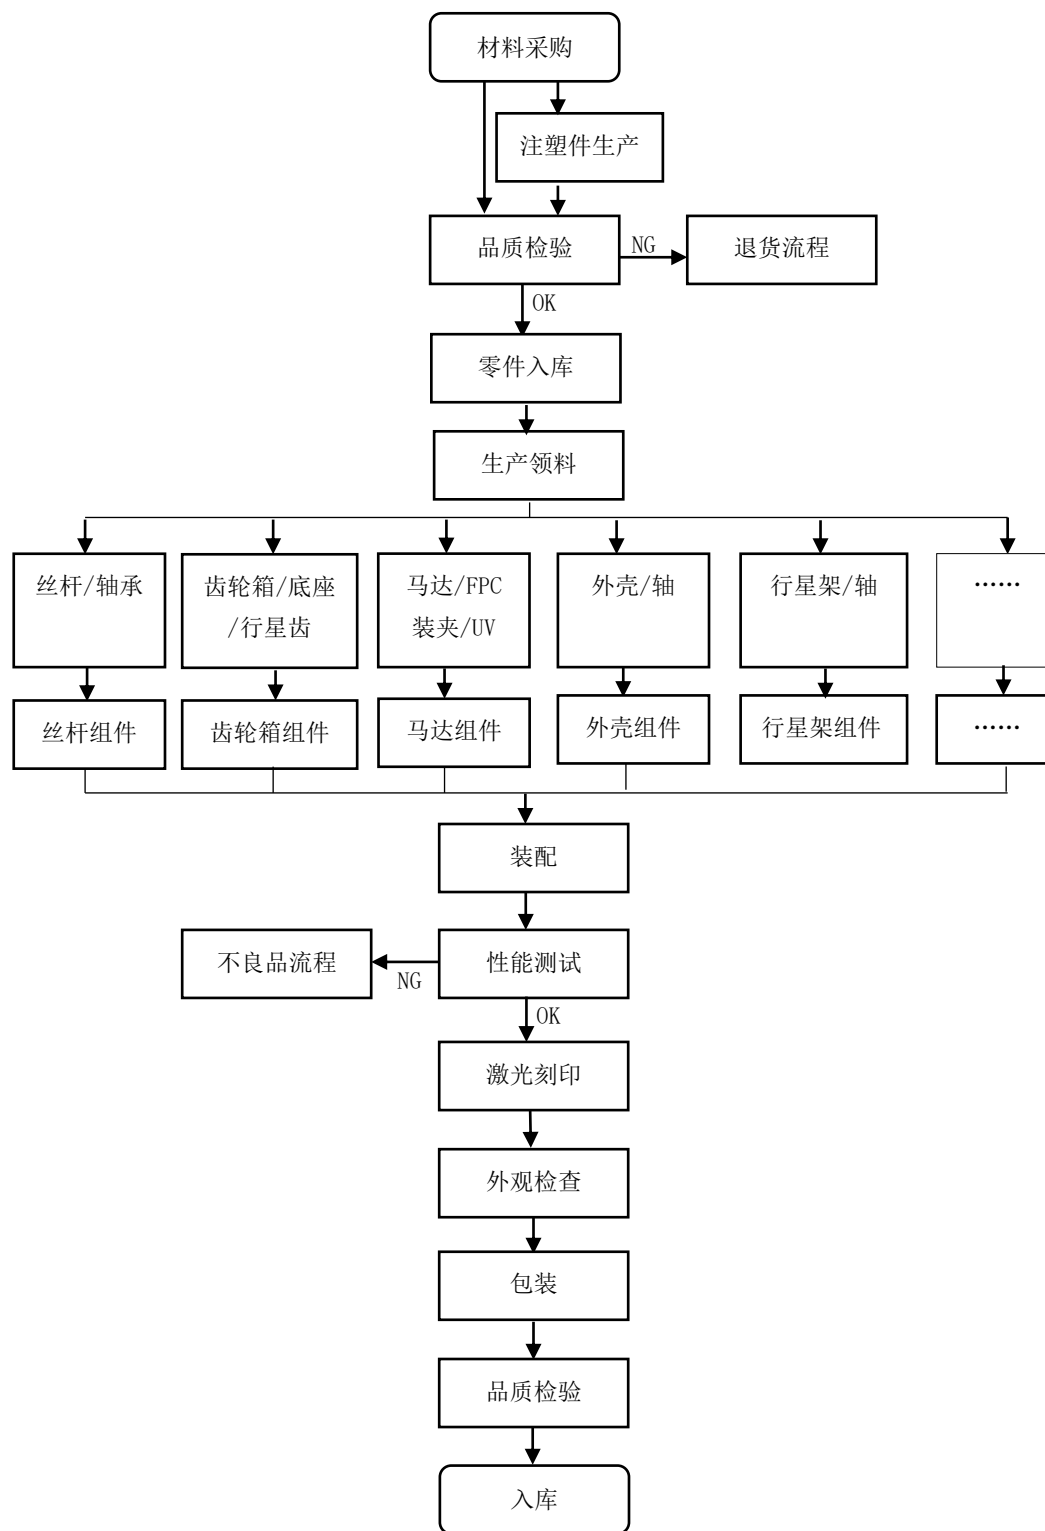 材料采购
注塑件生产
品质检验
NG
退货流程
OK
零件入库
生产领料
丝杆/轴承
齿轮箱/底座
/行星齿
马达/FPC
装夹/UV
外壳/轴
行星架/轴
……
丝杆组件
齿轮箱组件
马达组件
外壳组件
行星架组件
……
装配
不良品流程
NG
性能测试
OK
激光刻印
外观检查
包装
品质检验
入库